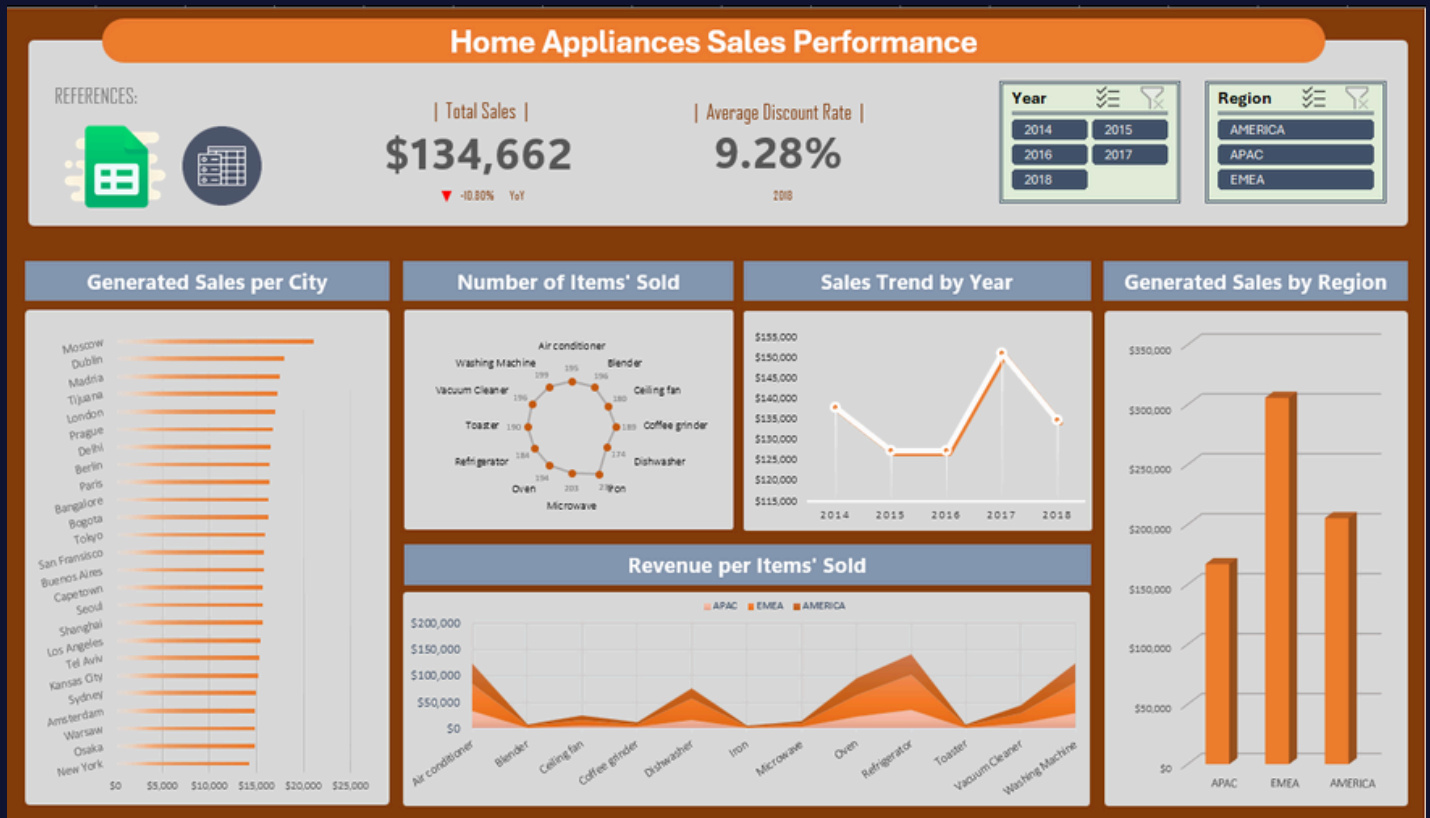 Home Appliances Sales Performance
REFERENCES:
| Total Sales |
$134,662
▼ -10.80% YoY
| Average Discount Rate |
9.28%
2018
Year
2014 2015
2016 2017
2018
Region
AMERICA
APAC
EMEA
Generated Sales per City
Moscow
Dublin
Madria
Tijuana
London
Prague
Delhi
Berlin
Paris
Bangalore
Bogota
Tokyo
San Fransisco
Buenos Aires
Capetown
Seoul
Shanghai
Los Angeles
Tel Aviv
Kansas City
Sydney
Amsterdam
Warsaw
Osaka
New York
$0 $5,000 $10,000 $15,000 $20,000 $25,000
Number of Items' Sold
Air conditioner
Washing Machine 199 195 196 Blender
Vacuum Cleaner 196 180 Ceiling fan
Toaster 190 189 Coffee grinder
Refrigerator 184 174 Dishwasher
Oven 194 203 Iron
Microwave
Sales Trend by Year
$155,000
$150,000
$145,000
$140,000
$135,000
$130,000
$125,000
$120,000
$115,000
2014 2015 2016 2017 2018
Generated Sales by Region
$350,000
$300,000
$250,000
$200,000
$150,000
$100,000
$50,000
$0
APAC EMEA AMERICA
Revenue per Items' Sold
APAC EMEA AMERICA
$200,000
$150,000
$100,000
$50,000
$0
Air conditioner
Blender
Ceiling fan
Coffee grinder
Dishwasher
Iron
Microwave
Oven
Refrigerator
Toaster
Vacuum Cleaner
Washing Machine